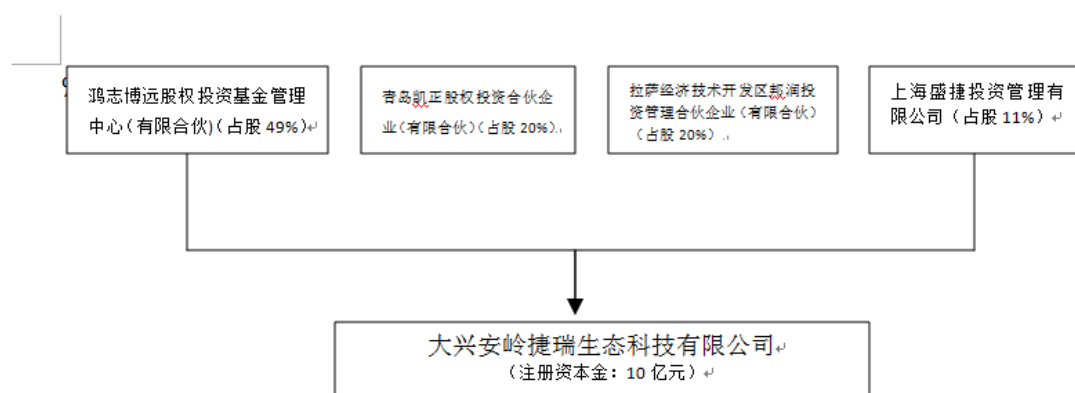 鸿志博远股权投资基金管理
中心(有限合伙)(占股 49%)
青岛凯正股权投资合伙企
业(有限合伙)(占股 20%)
拉萨经济技术开发区邦润投
资管理合伙企业(有限合伙)
(占股 20%)
上海盛捷投资管理有
限公司(占股 11%)
大兴安岭捷瑞生态科技有限公司
(注册资本金:10 亿元)